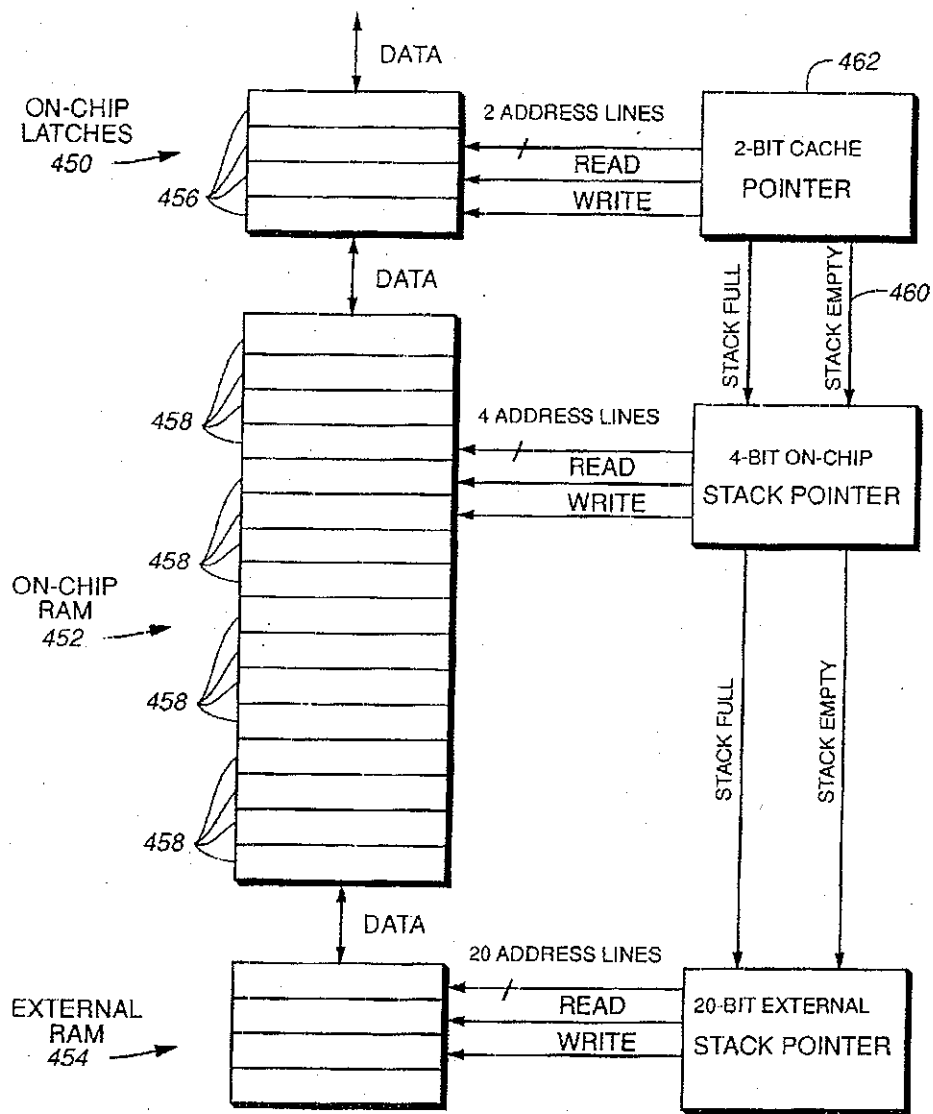 DATA
462
ON-CHIP
LATCHES
450
2 ADDRESS LINES
READ
WRITE
2-BIT CACHE
POINTER
456
DATA
STACK FULL
STACK EMPTY
460
458
4 ADDRESS LINES
READ
WRITE
4-BIT ON-CHIP
STACK POINTER
458
ON-CHIP
RAM
452
458
STACK FULL
STACK EMPTY
458
DATA
20 ADDRESS LINES
READ
WRITE
20-BIT EXTERNAL
STACK POINTER
EXTERNAL
RAM
454